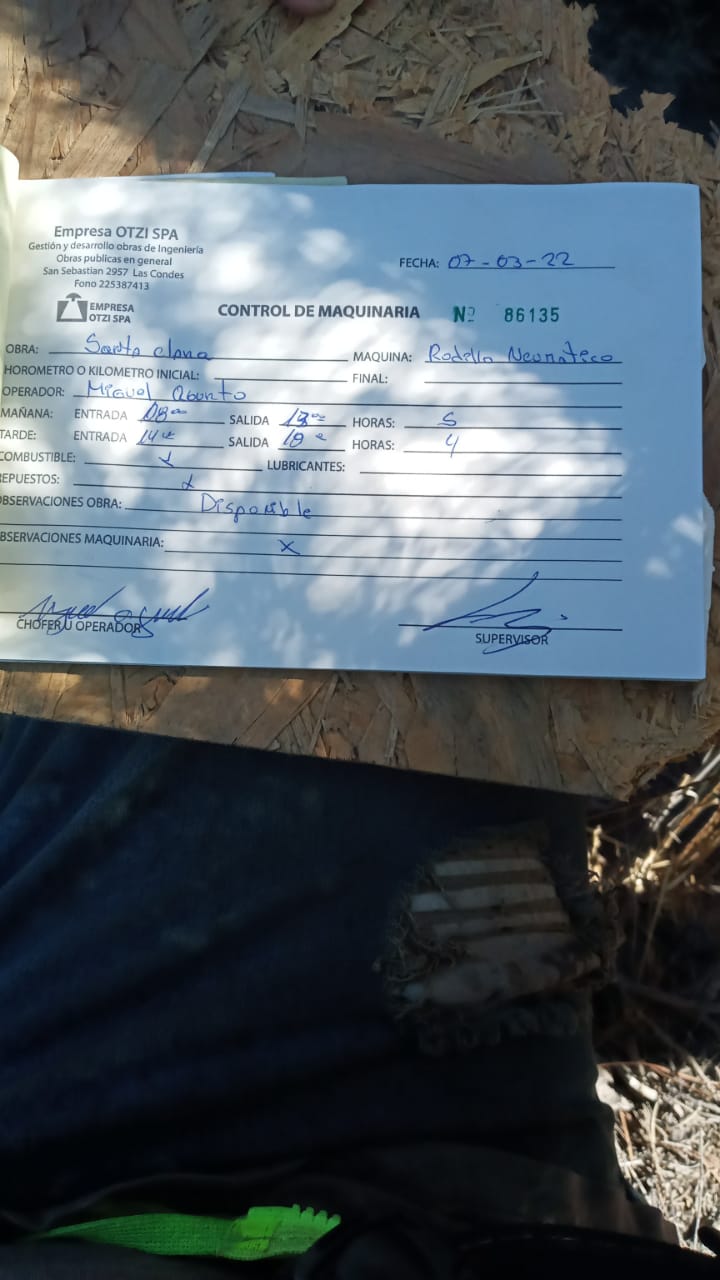 Empresa OTZI SPA
Gestión y desarrollo obras de Ingeniería
Obras publicas en general
San Sebastian 2957 Las Condes
Fono 225387413
EMPRESA
OTZI SPA
FECHA: 07-03-22
CONTROL DE MAQUINARIA Nº 86135
OBRA: Santa clara MAQUINA: Rodillo Neumatico
HOROMETRO O KILOMETRO INICIAL: FINAL:
OPERADOR: Miguel
MAÑANA: ENTRADA 08 00 SALIDA 13 00 HORAS: 5
TARDE: ENTRADA 14 00 SALIDA 18 HORAS: 4
COMBUSTIBLE: x LUBRICANTES:
REPUESTOS: x
OBSERVACIONES OBRA: Disponible
OBSERVACIONES MAQUINARIA: X
CHOFER U OPERADOR
SUPERVISOR